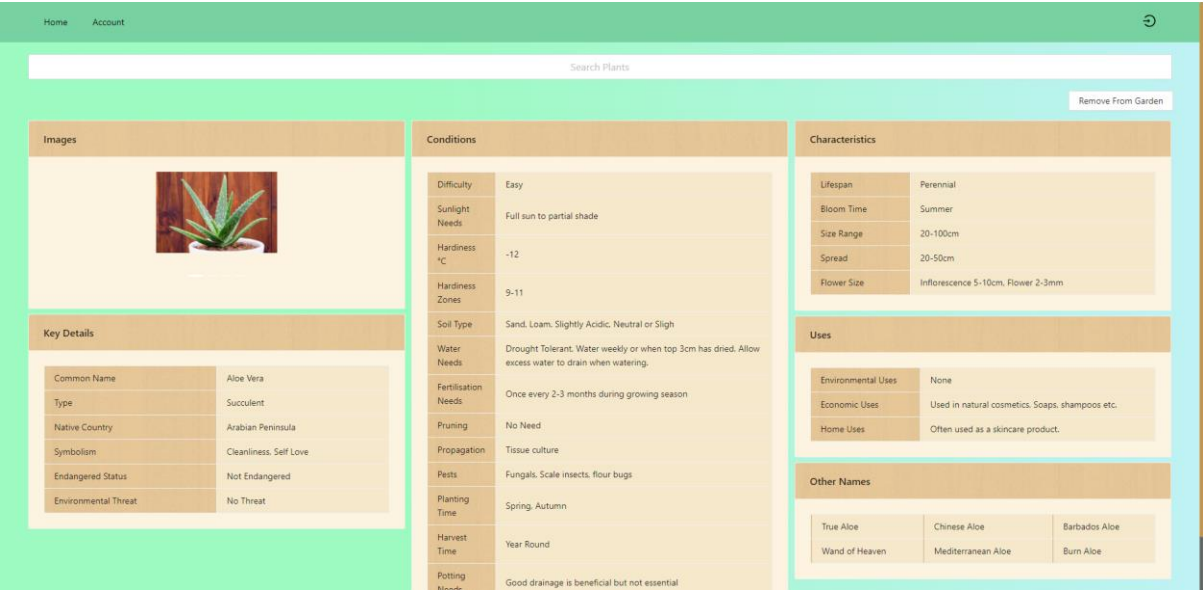 Home Account
Search Plants
Remove From Garden
Images
Key Details
Common Name Aloe Vera
Type Succulent
Native Country Arabian Peninsula
Symbolism Cleanliness, Self Love
Endangered Status Not Endangered
Environmental Threat No Threat
Conditions
Difficulty Easy
Sunlight
Needs
Full sun to partial shade
Hardiness
°C
-12
Hardiness
Zones
9-11
Soil Type Sand, Loam, Slightly Acidic, Neutral or Sligh
Water
Needs
Drought Tolerant. Water weekly or when top 3cm has dried. Allow
excess water to drain when watering.
Fertilisation
Needs
Once every 2-3 months during growing season
Pruning No Need
Propagation Tissue culture
Pests Fungals, Scale insects, flour bugs
Planting
Time
Spring, Autumn
Harvest
Time
Year Round
Potting
Needs
Good drainage is beneficial but not essential
Characteristics
Lifespan Perennial
Bloom Time Summer
Size Range 20-100cm
Spread 20-50cm
Flower Size Inflorescence 5-10cm, Flower 2-3mm
Uses
Environmental Uses None
Economic Uses Used in natural cosmetics. Soaps, shampoos etc.
Home Uses Often used as a skincare product.
Other Names
True Aloe Chinese Aloe Barbados Aloe
Wand of Heaven Mediterranean Aloe Burn Aloe